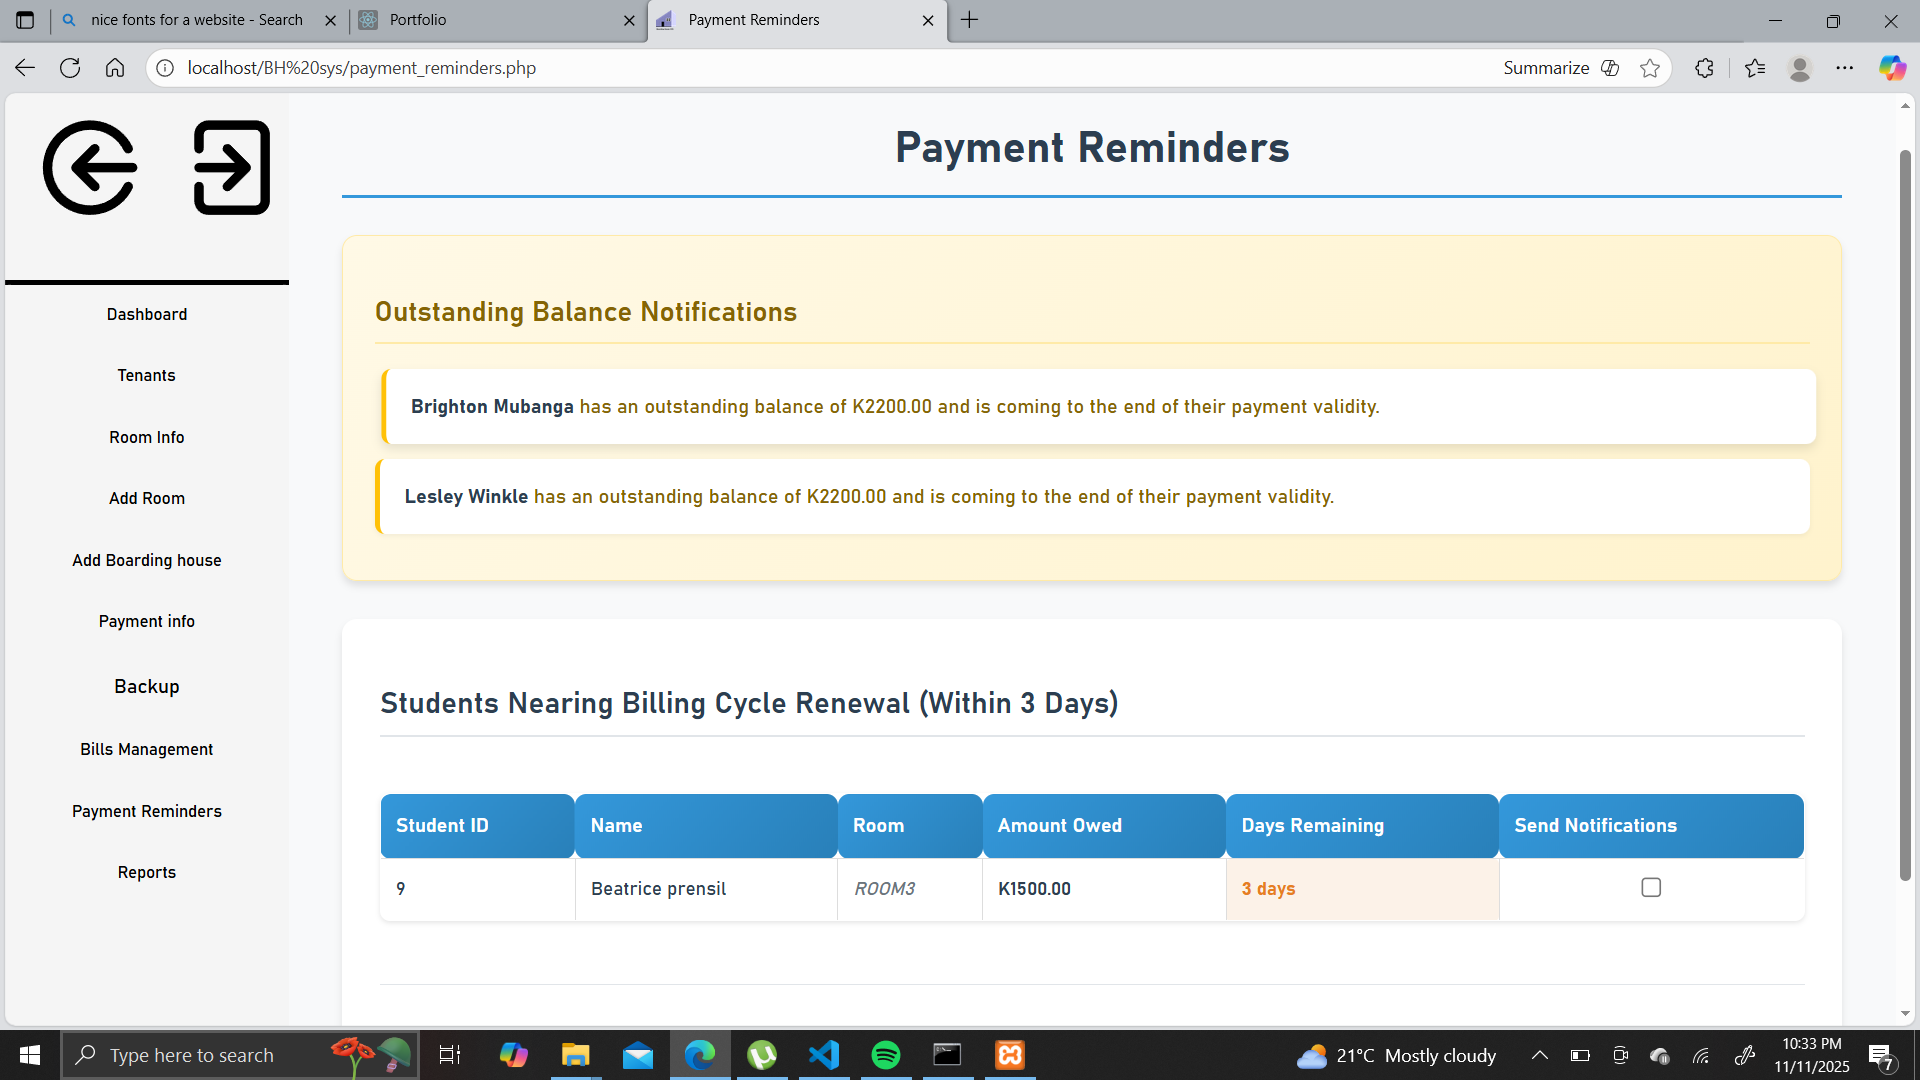 nice fonts for a website - Search
Portfolio
Payment Reminders
localhost/BH%20sys/payment_reminders.php
Summarize
Payment Reminders
Dashboard
Tenants
Room Info
Add Room
Add Boarding house
Payment info
Backup
Bills Management
Payment Reminders
Reports
Outstanding Balance Notifications
Brighton Mubanga has an outstanding balance of K2200.00 and is coming to the end of their payment validity.
Lesley Winkle has an outstanding balance of K2200.00 and is coming to the end of their payment validity.
Students Nearing Billing Cycle Renewal (Within 3 Days)
Student ID Name Room Amount Owed Days Remaining Send Notifications
9 Beatrice prensil ROOM3 K1500.00 3 days
Type here to search
21°C Mostly cloudy
10:33 PM
11/11/2025
7